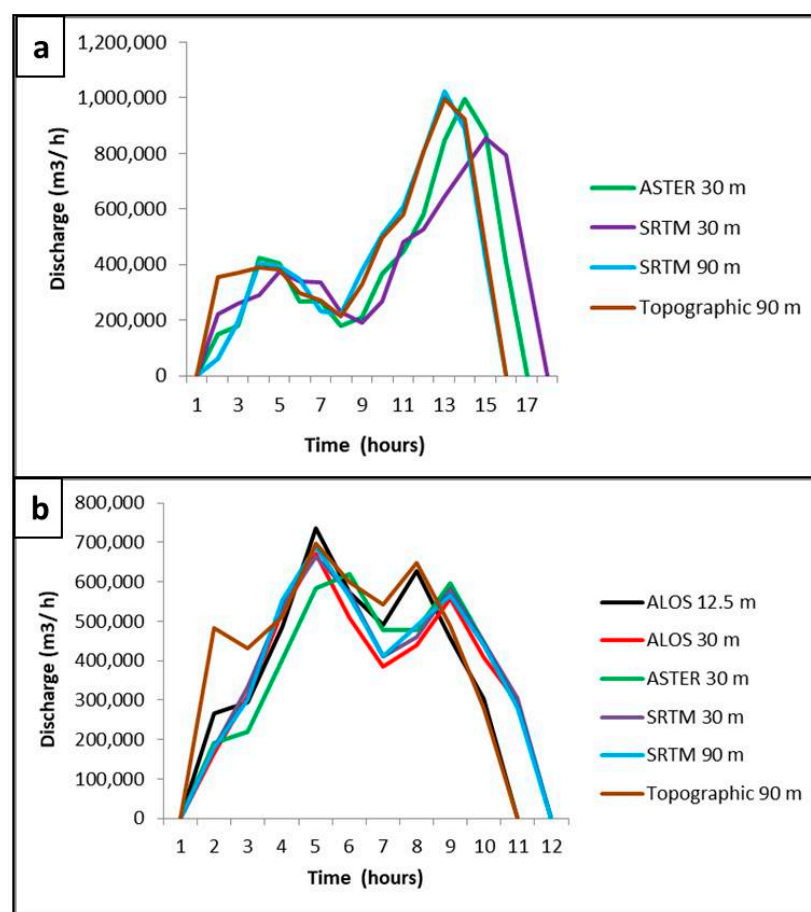 a
1,200,000
1,000,000
800,000
600,000
400,000
200,000
0
Discharge (m3/ h)
1 3 5 7 9 11 13 15 17
Time (hours)
ASTER 30 m
SRTM 30 m
SRTM 90 m
Topographic 90 m
b
800,000
700,000
600,000
500,000
400,000
300,000
200,000
100,000
0
Discharge (m3/ h)
1 2 3 4 5 6 7 8 9 10 11 12
Time (hours)
ALOS 12.5 m
ALOS 30 m
ASTER 30 m
SRTM 30 m
SRTM 90 m
Topographic 90 m